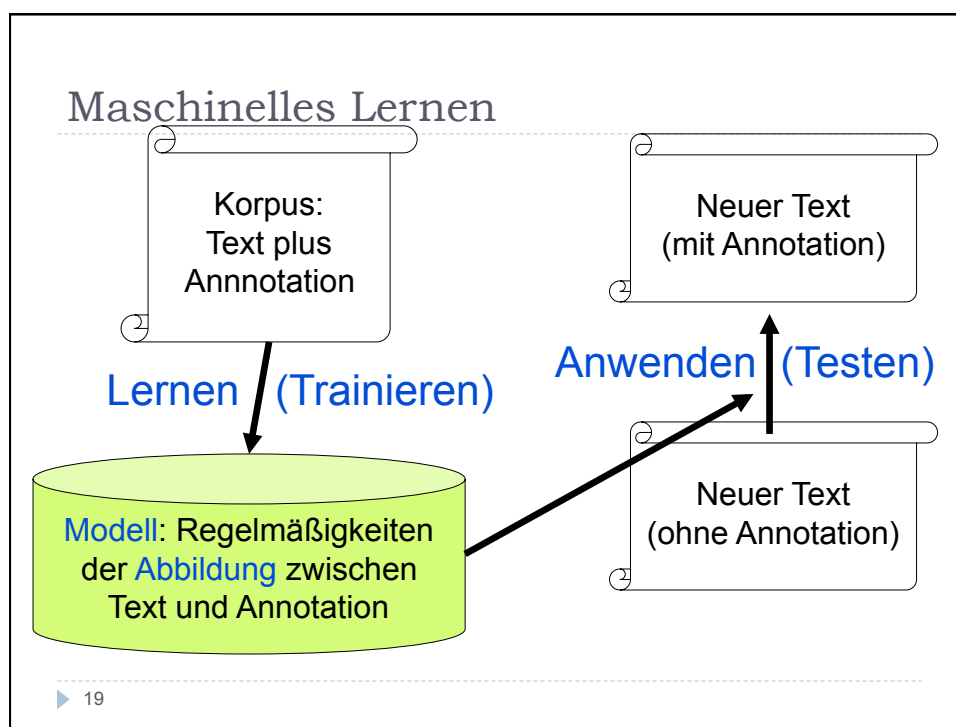 Maschinelles Lernen
Korpus:
Text plus
Annnotation
Lernen (Trainieren)
Modell: Regelmäßigkeiten
der Abbildung zwischen
Text und Annotation
Neuer Text
(mit Annotation)
Anwenden (Testen)
Neuer Text
(ohne Annotation)
19